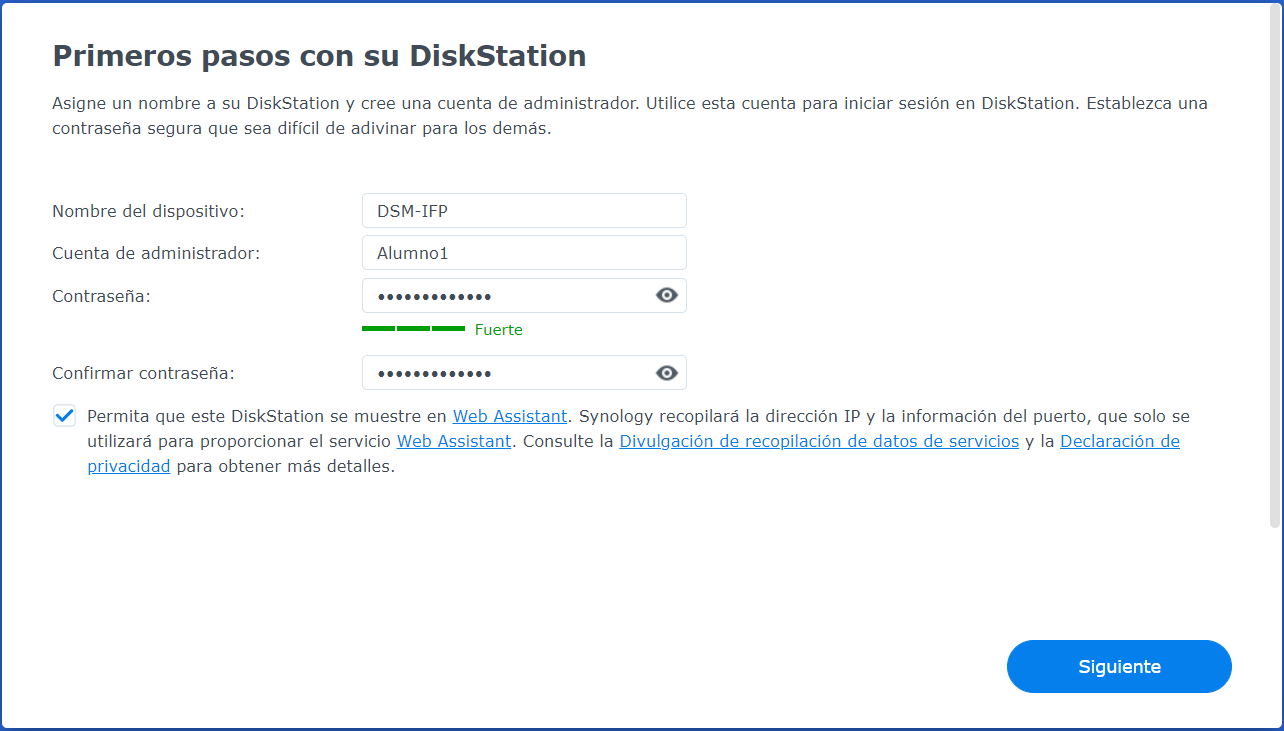 Primeros pasos con su DiskStation
Asigne un nombre a su DiskStation y cree una cuenta de administrador. Utilice esta cuenta para iniciar sesión en DiskStation. Establezca una
contraseña segura que sea difícil de adivinar para los demás.
Nombre del dispositivo: DSM-IFP
Cuenta de administrador: Alumno1
Contraseña: •••••••••••••
Fuerte
Confirmar contraseña: •••••••••••••
Permita que este DiskStation se muestre en Web Assistant. Synology recopilará la dirección IP y la información del puerto, que solo se
utilizará para proporcionar el servicio Web Assistant. Consulte la Divulgación de recopilación de datos de servicios y la Declaración de
privacidad para obtener más detalles.
Siguiente